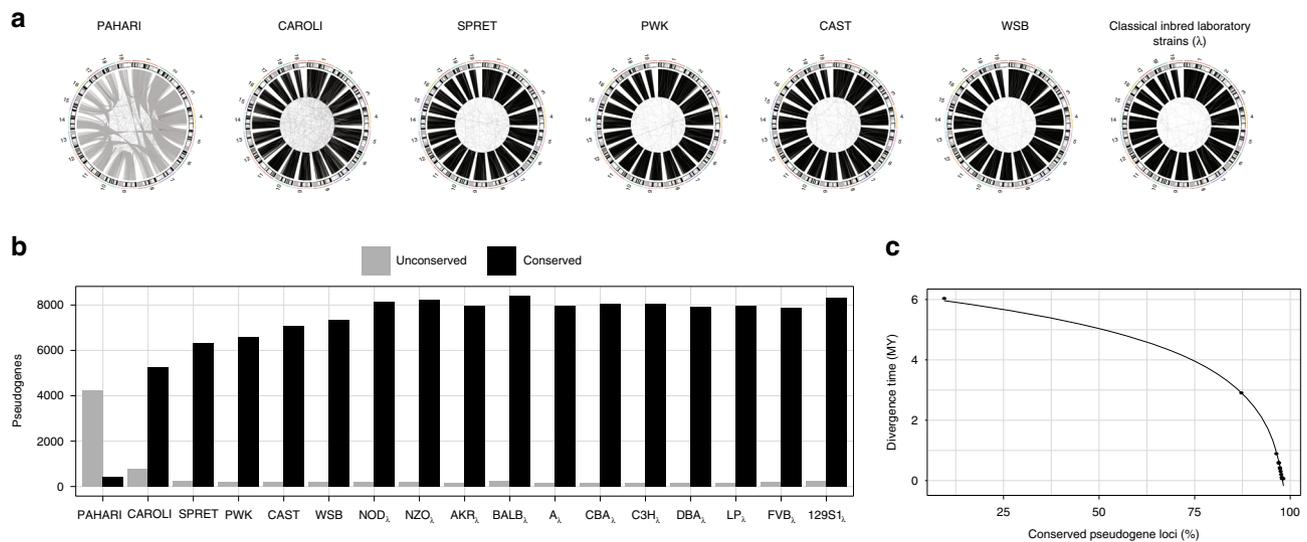 a
PAHARI
CAROLI
SPRET
PWK
CAST
WSB
Classical inbred laboratory
strains (λ)
b
Unconserved
Conserved
Pseudogenes
8000
6000
4000
2000
0
PAHARI CAROLI SPRET PWK CAST WSB NODλ NZOλ AKRλ BALBλ Aλ CBAλ C3Hλ DBAλ LPλ FVBλ 129S1λ
c
Divergence time (MY)
6
4
2
0
25 50 75 100
Conserved pseudogene loci (%)